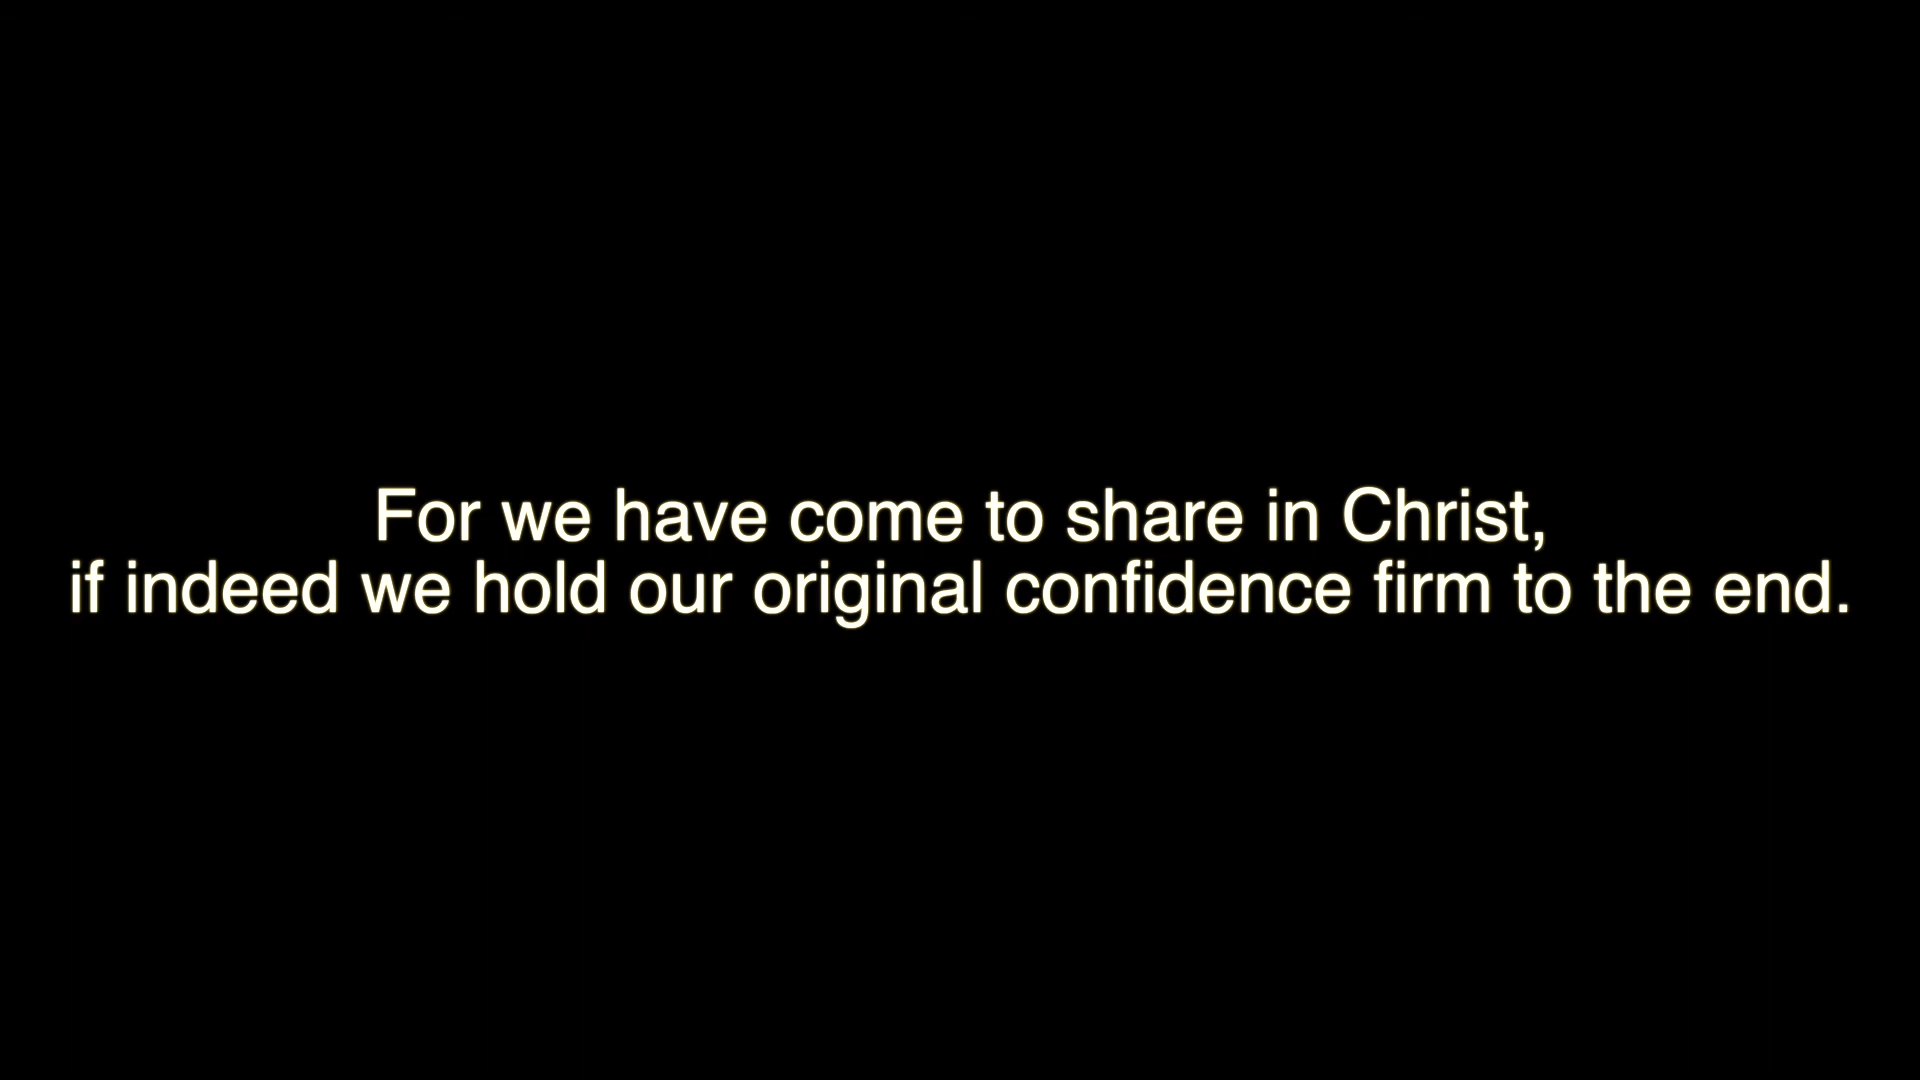 For we have come to share in Christ,
if indeed we hold our original confidence firm to the end.